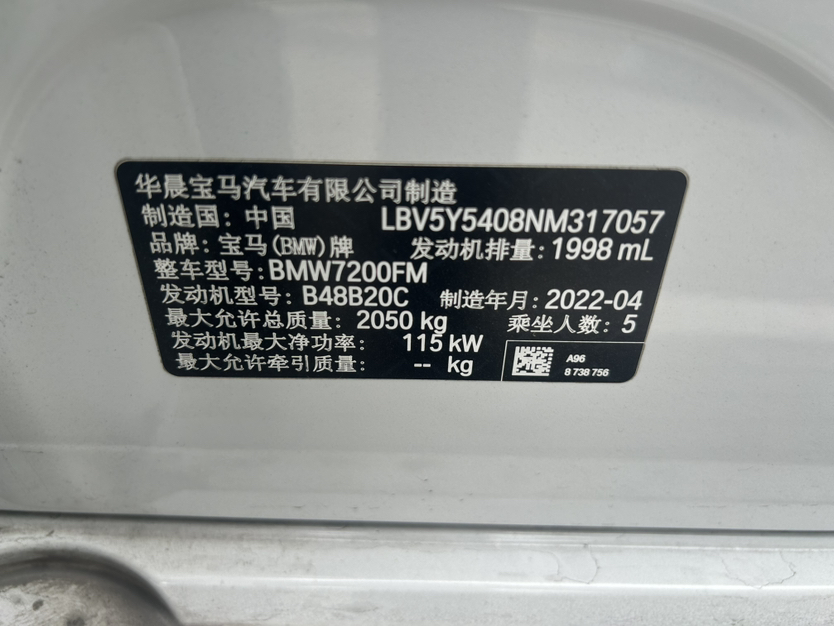 华晨宝马汽车有限公司制造
制造国: 中国 LBV5Y5408NM317057
品牌: 宝马(BMW)牌 发动机排量: 1998 mL
整车型号: BMW7200FM
发动机型号: B48B20C 制造年月: 2022-04
最大允许总质量: 2050 kg 乘坐人数: 5
发动机最大净功率: 115 kW
最大允许牵引质量: -- kg
A96
8 738 756